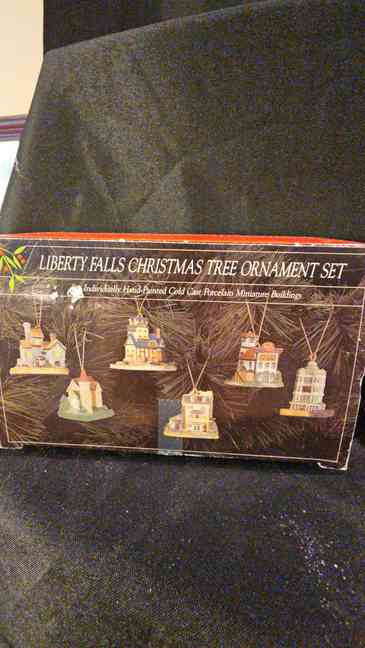 LIBERTY FALLS CHRISTMAS TREE ORNAMENT SET
Individually Hand-Painted Cold Cast Porcelain Miniature Buildings